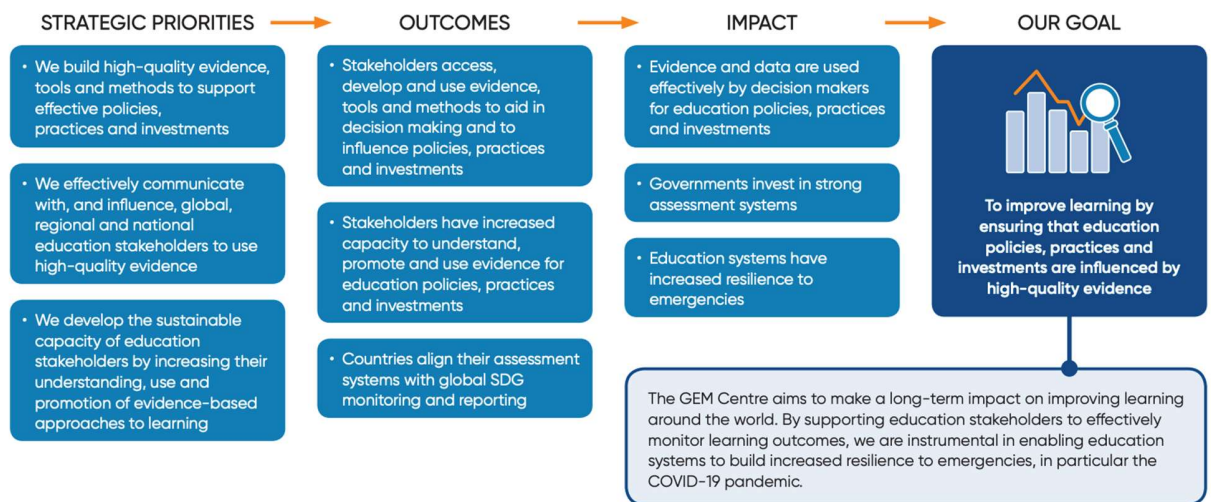 STRATEGIC PRIORITIES
• We build high-quality evidence,
tools and methods to support
effective policies,
practices and investments
• We effectively communicate
with, and influence, global,
regional and national
education stakeholders to use
high-quality evidence
• We develop the sustainable
capacity of education
stakeholders by increasing their
understanding, use and
promotion of evidence-based
approaches to learning
OUTCOMES
• Stakeholders access,
develop and use evidence,
tools and methods to aid in
decision making and to
influence policies, practices
and investments
• Stakeholders have increased
capacity to understand,
promote and use evidence for
education policies, practices
and investments
• Countries align their assessment
systems with global SDG
monitoring and reporting
IMPACT
• Evidence and data are used
effectively by decision makers
for education policies, practices
and investments
• Governments invest in strong
assessment systems
• Education systems have
increased resilience to
emergencies
OUR GOAL
To improve learning by
ensuring that education
policies, practices and
investments are influenced by
high-quality evidence
The GEM Centre aims to make a long-term impact on improving learning
around the world. By supporting education stakeholders to effectively
monitor learning outcomes, we are instrumental in enabling education
systems to build increased resilience to emergencies, in particular the
COVID-19 pandemic.